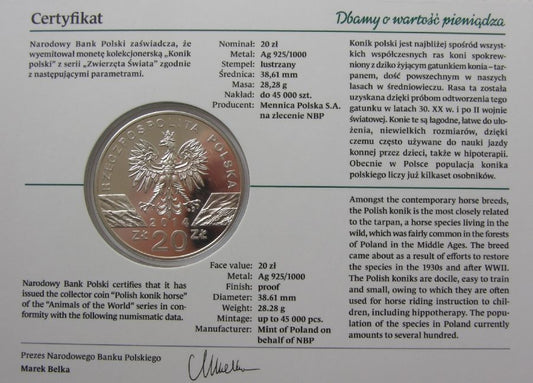 Certyfikat
Dbamy o wartość pieniądza
Narodowy Bank Polski zaświadcza, że
wyemitował monetę kolekcjonerską „Konik
polski” z serii „Zwierzęta Świata” zgodnie
z następującymi parametrami.
Nominał: 20 zł
Metal: Ag 925/1000
Stempel: lustrzany
Średnica: 38,61 mm
Masa: 28,28 g
Nakład: do 45 000 szt.
Producent: Mennica Polska S.A.
na zlecenie NBP
Konik polski jest najbliżej spośród wszyst-
kich współczesnych ras koni spokrew-
niony z dziko żyjącym gatunkiem konia – tar-
panem, dość powszechnym w naszych
lasach w średniowieczu. Rasa ta została
uzyskana dzięki próbom odtworzenia tego
gatunku w latach 30. XX w. i po II wojnie
światowej. Konie te są łagodne, łatwe do uło-
żenia, niewielkich rozmiarów, dzięki
czemu często używane do nauki jazdy
konnej przez dzieci, także w hipoterapii.
Obecnie w Polsce populacja konika
polskiego liczy już kilkaset osobników.
RZECZPOSPOLITA POLSKA
2014
ZŁ 20 ZŁ
Narodowy Bank Polski certifies that it has
issued the collector coin “Polish konik horse”
of the “Animals of the World” series in con-
formity with the following numismatic data.
Face value: 20 zł
Metal: Ag 925/1000
Finish: proof
Diameter: 38.61 mm
Weight: 28.28 g
Mintage: up to 45 000 pcs.
Manufacturer: Mint of Poland on
behalf of NBP
Amongst the contemporary horse breeds,
the Polish konik is the most closely related
to the tarpan, a horse species living in the
wild, which was fairly common in the forests
of Poland in the Middle Ages. The breed
came about as a result of efforts to restore
the species in the 1930s and after WWII.
The Polish koniks are docile, easy to train
and small, owing to which they are often
used for horse riding instruction to chil-
dren, including hippotherapy. The popu-
lation of the species in Poland currently
amounts to several hundred.
Prezes Narodowego Banku Polskiego
Marek Belka